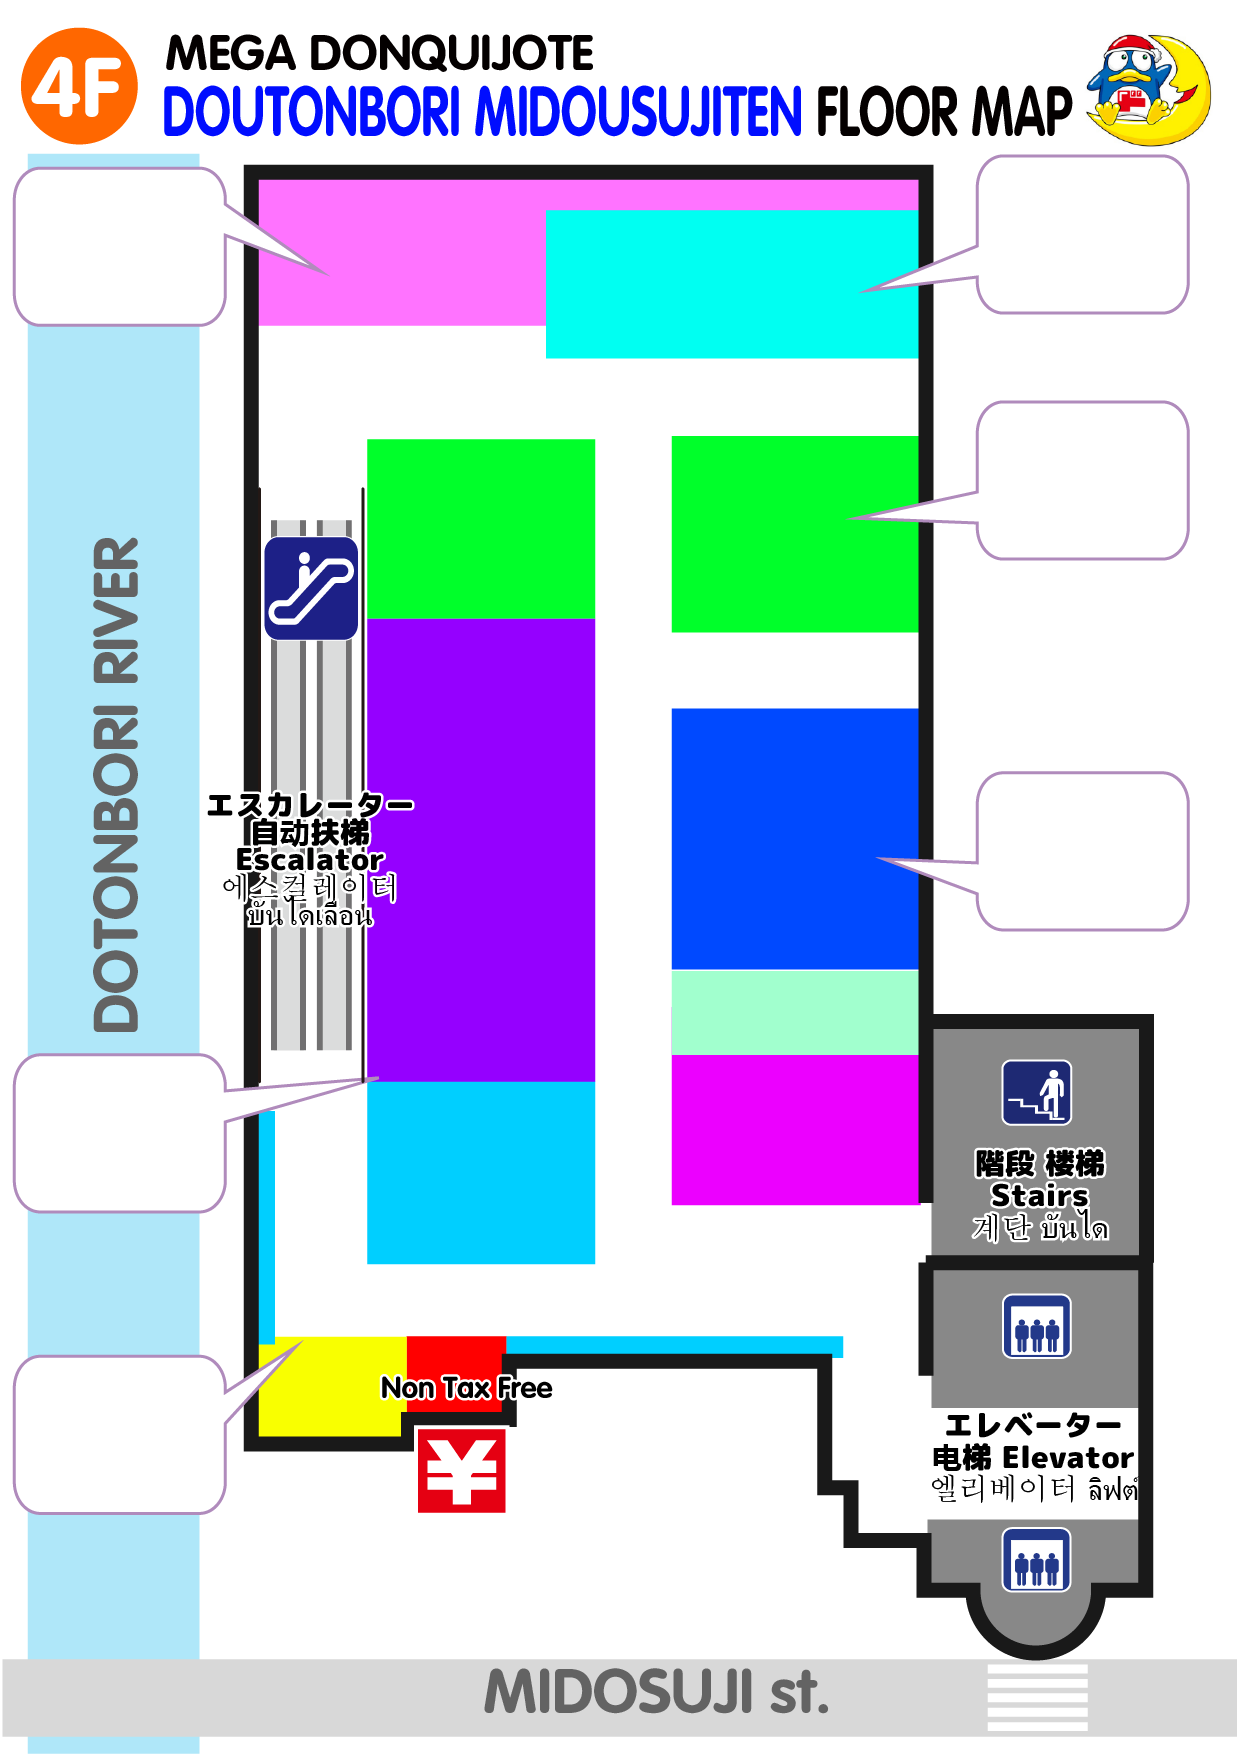 4F
MEGA DONQUIJOTE
DOUTONBORI MIDOUSUJITEN FLOOR MAP
DOTONBORI RIVER
エスカレーター
自动扶梯
Escalator
에스컬레이터
บันไดเลื่อน
階段 楼梯
Stairs
계단 บันได
Non Tax Free
¥
エレベーター
电梯 Elevator
엘리베이터 ลิฟต์
MIDOSUJI st.